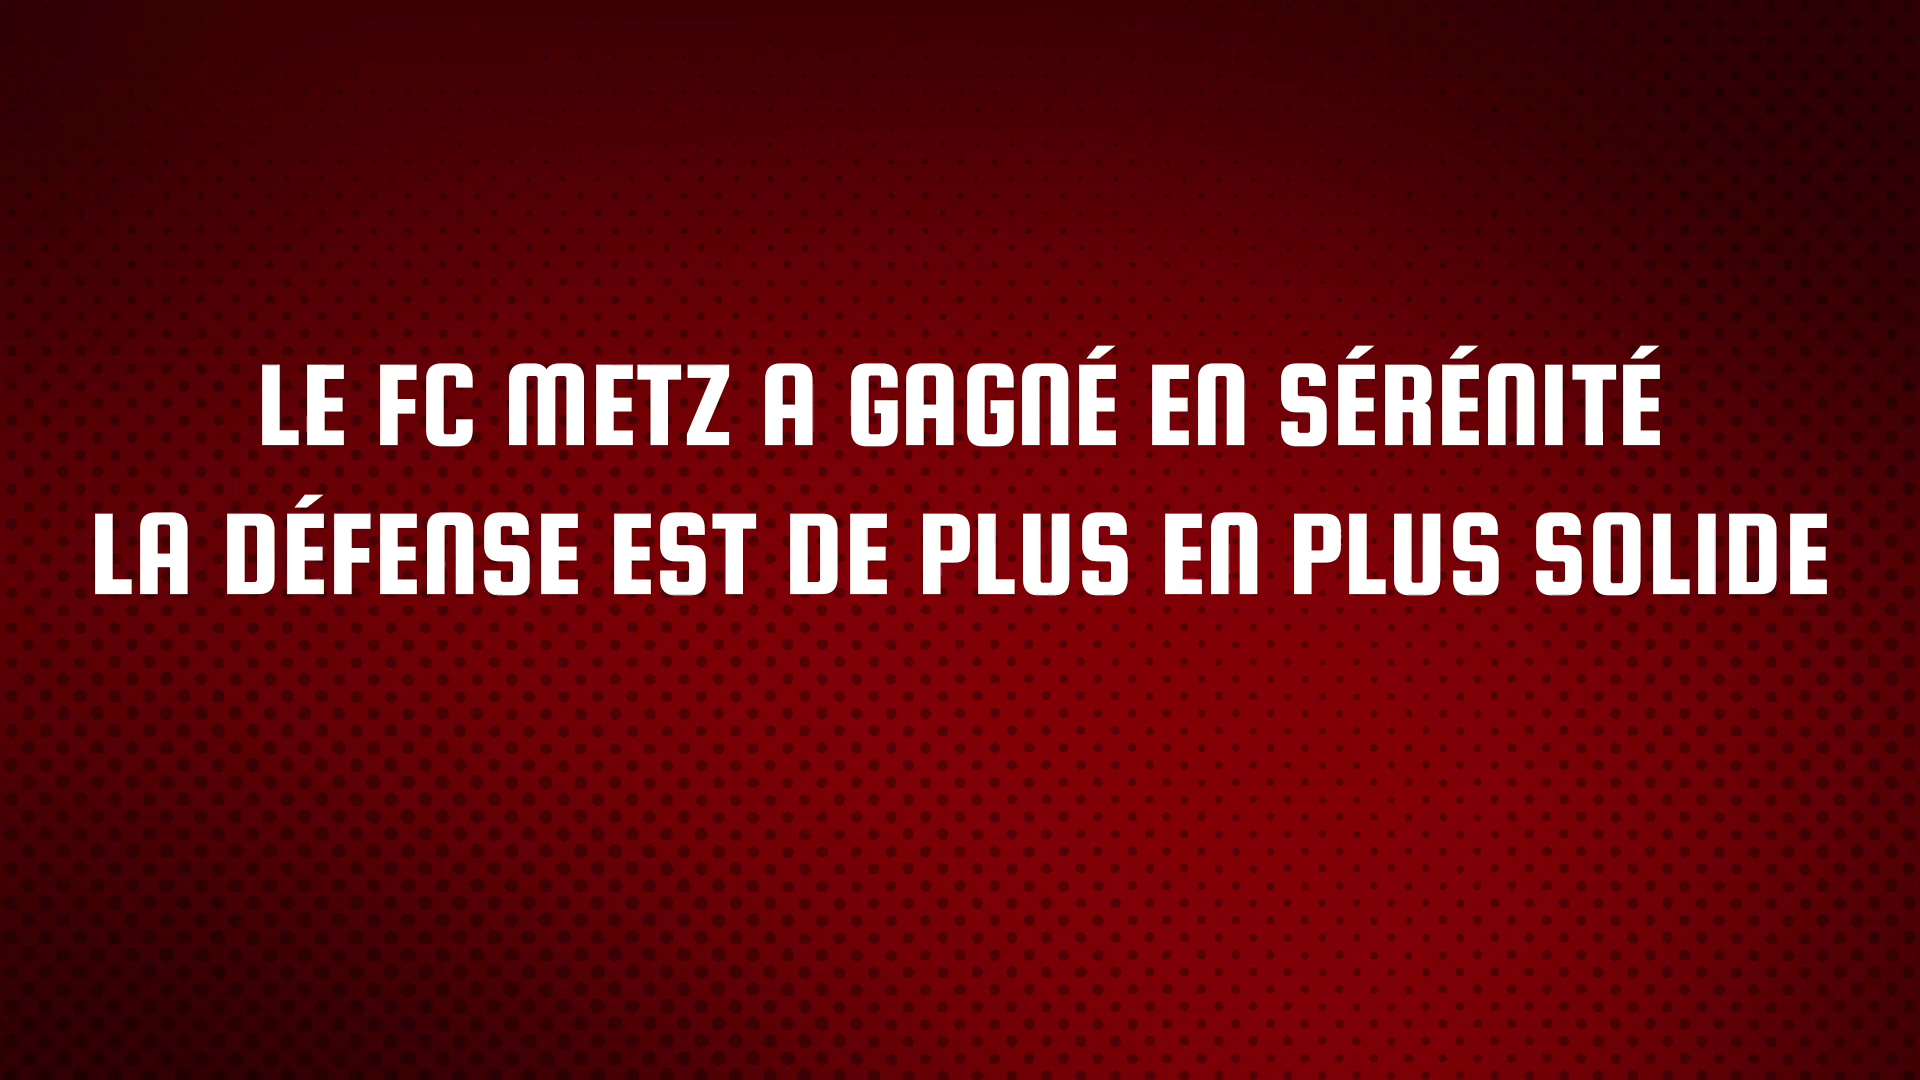 LE FC METZ A GAGNÉ EN SÉRÉNITÉ
LA DÉFENSE EST DE PLUS EN PLUS SOLIDE